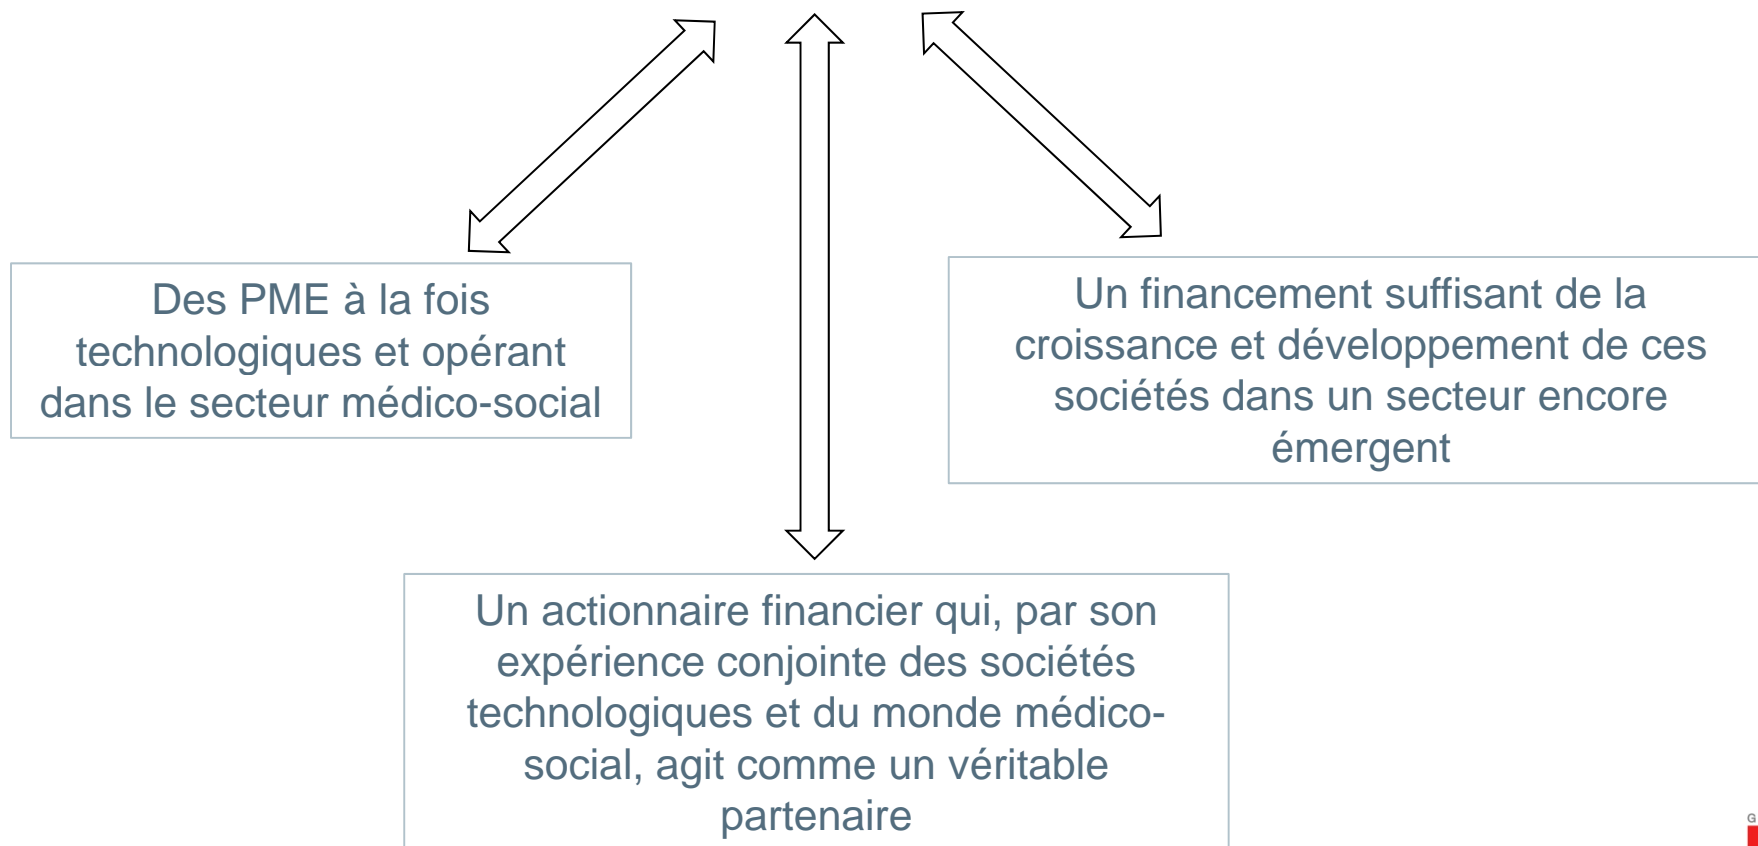 Des PME à la fois
technologiques et opérant
dans le secteur médico-social
Un financement suffisant de la
croissance et développement de ces
sociétés dans un secteur encore
émergent
Un actionnaire financier qui, par son
expérience conjointe des sociétés
technologiques et du monde médico-
social, agit comme un véritable
partenaire
G